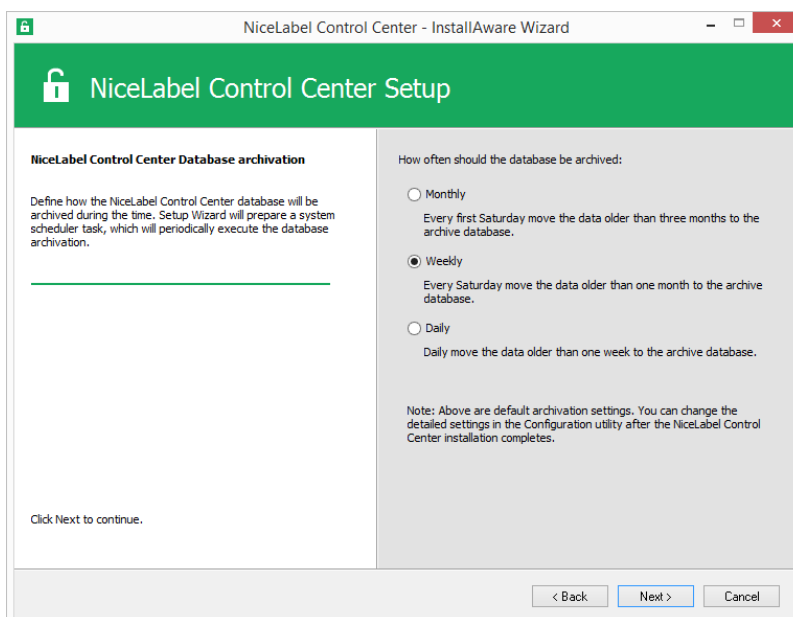 NiceLabel Control Center - InstallAware Wizard
NiceLabel Control Center Setup
NiceLabel Control Center Database archivation
Define how the NiceLabel Control Center database will be
archived during the time. Setup Wizard will prepare a system
scheduler task, which will periodically execute the database
archivation.
Click Next to continue.
How often should the database be archived:
Monthly
Every first Saturday move the data older than three months to the
archive database.
Weekly
Every Saturday move the data older than one month to the archive
database.
Daily
Daily move the data older than one week to the archive database.
Note: Above are default archivation settings. You can change the
detailed settings in the Configuration utility after the NiceLabel Control
Center installation completes.
< Back
Next >
Cancel